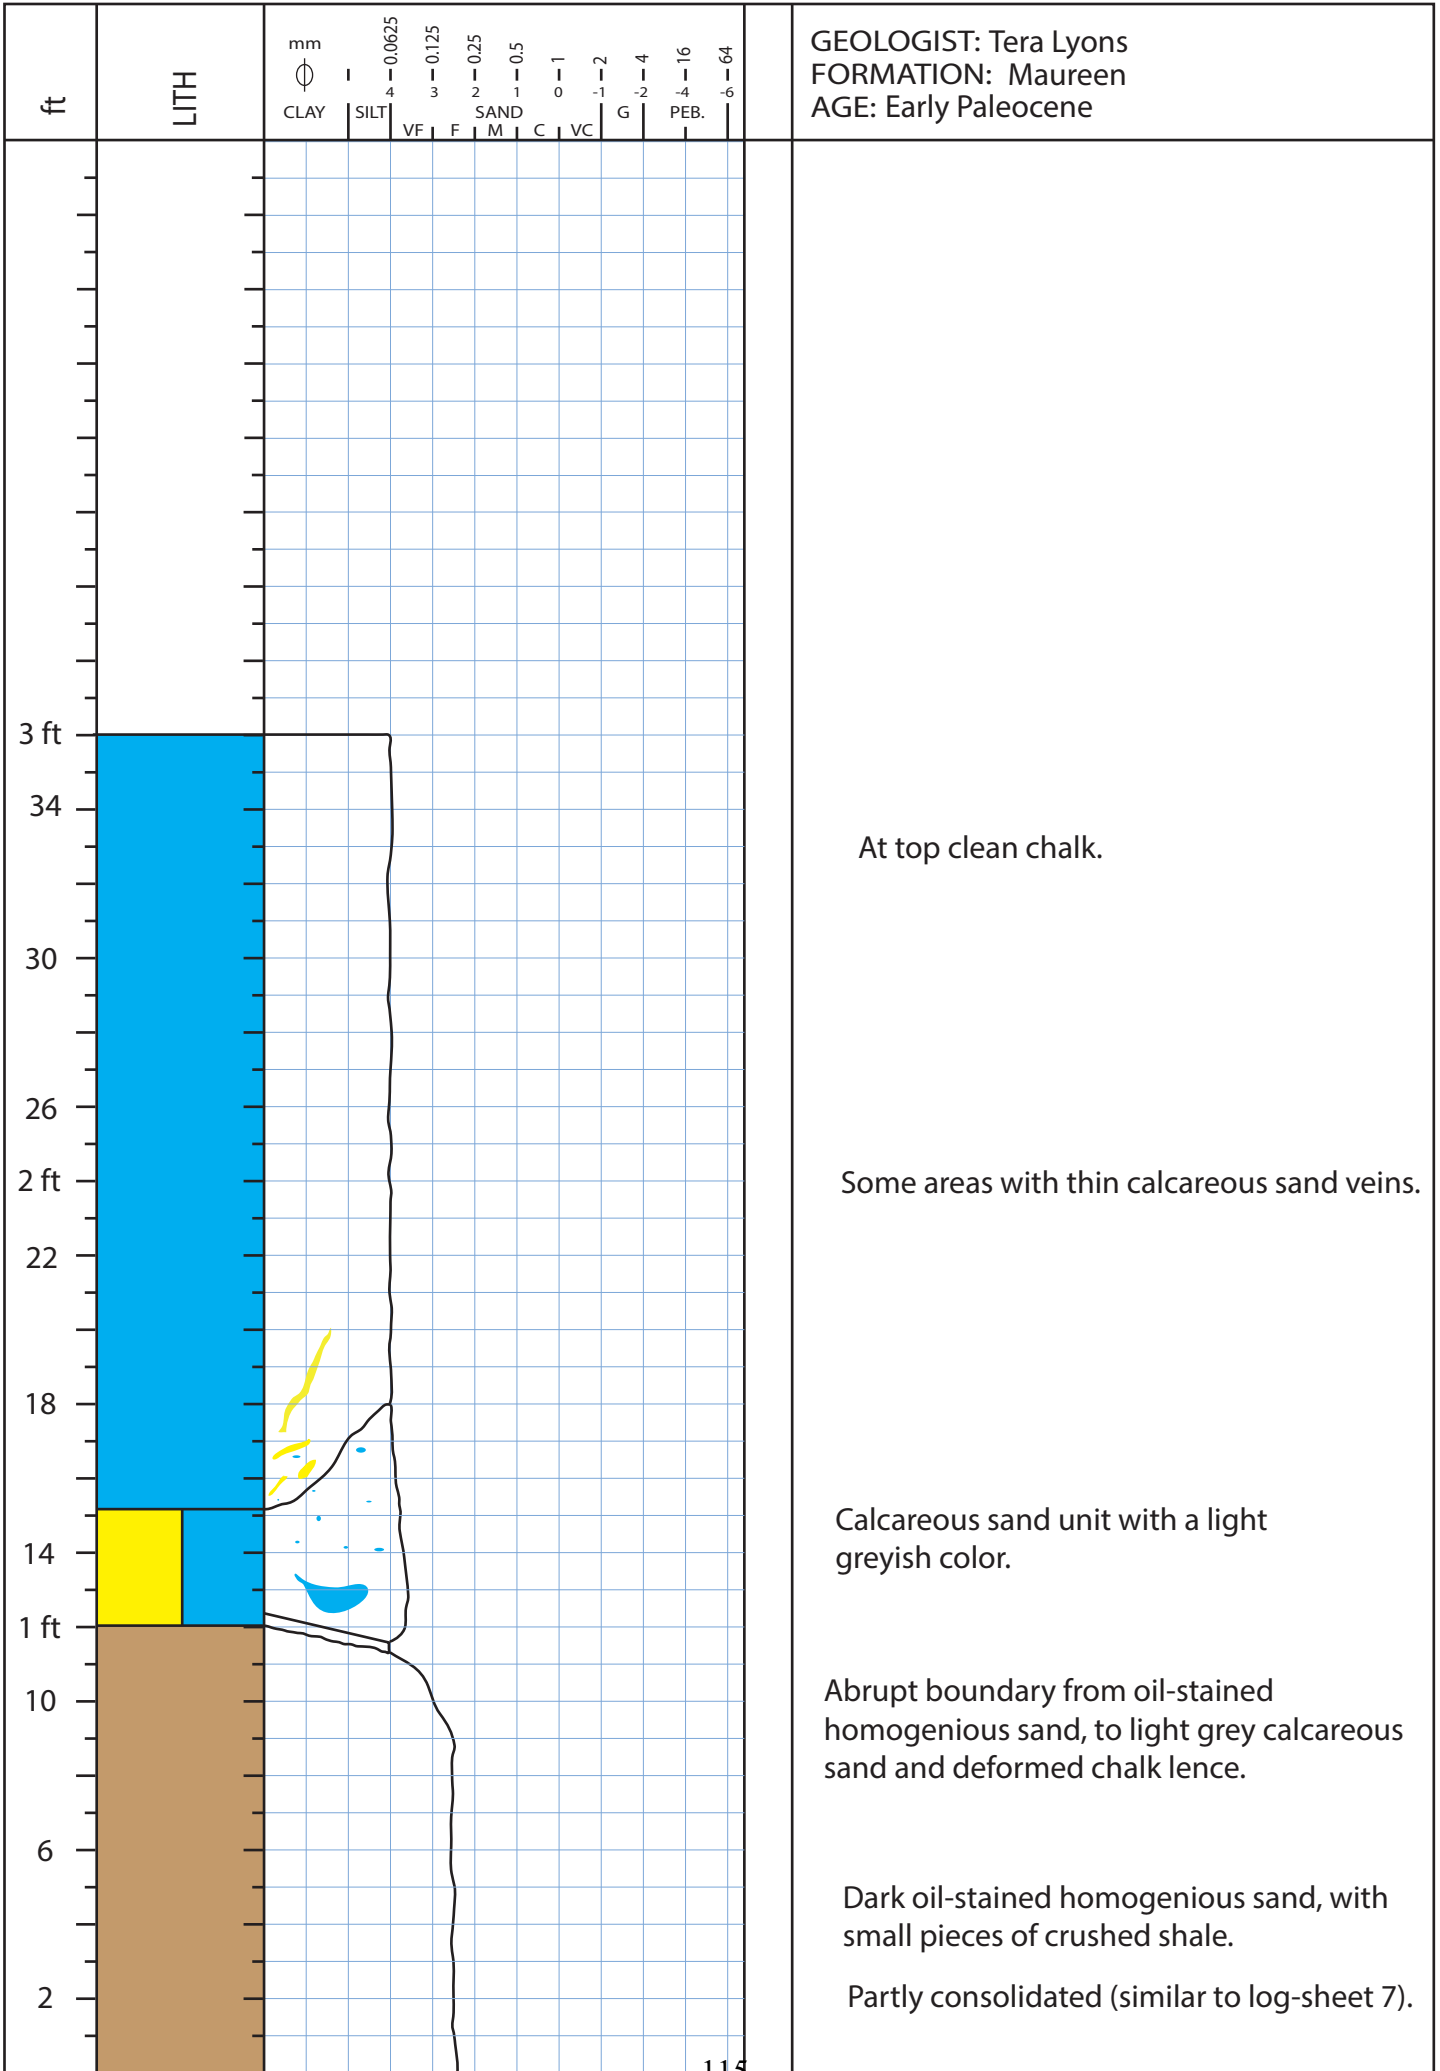 ft
LITH
mm
0.0625 0.125 0.25 0.5 1 2 4 16 64
4 3 2 1 0 -1 -2 -4 -6
CLAY SILT SAND G PEB.
VF F M C VC
GEOLOGIST: Tera Lyons
FORMATION: Maureen
AGE: Early Paleocene
3 ft
34
At top clean chalk.
30
26
2 ft
Some areas with thin calcareous sand veins.
22
18
Calcareous sand unit with a light
greyish color.
14
1 ft
Abrupt boundary from oil-stained
homogenious sand, to light grey calcareous
sand and deformed chalk lence.
10
6
Dark oil-stained homogenious sand, with
small pieces of crushed shale.
2
Partly consolidated (similar to log-sheet 7).
115